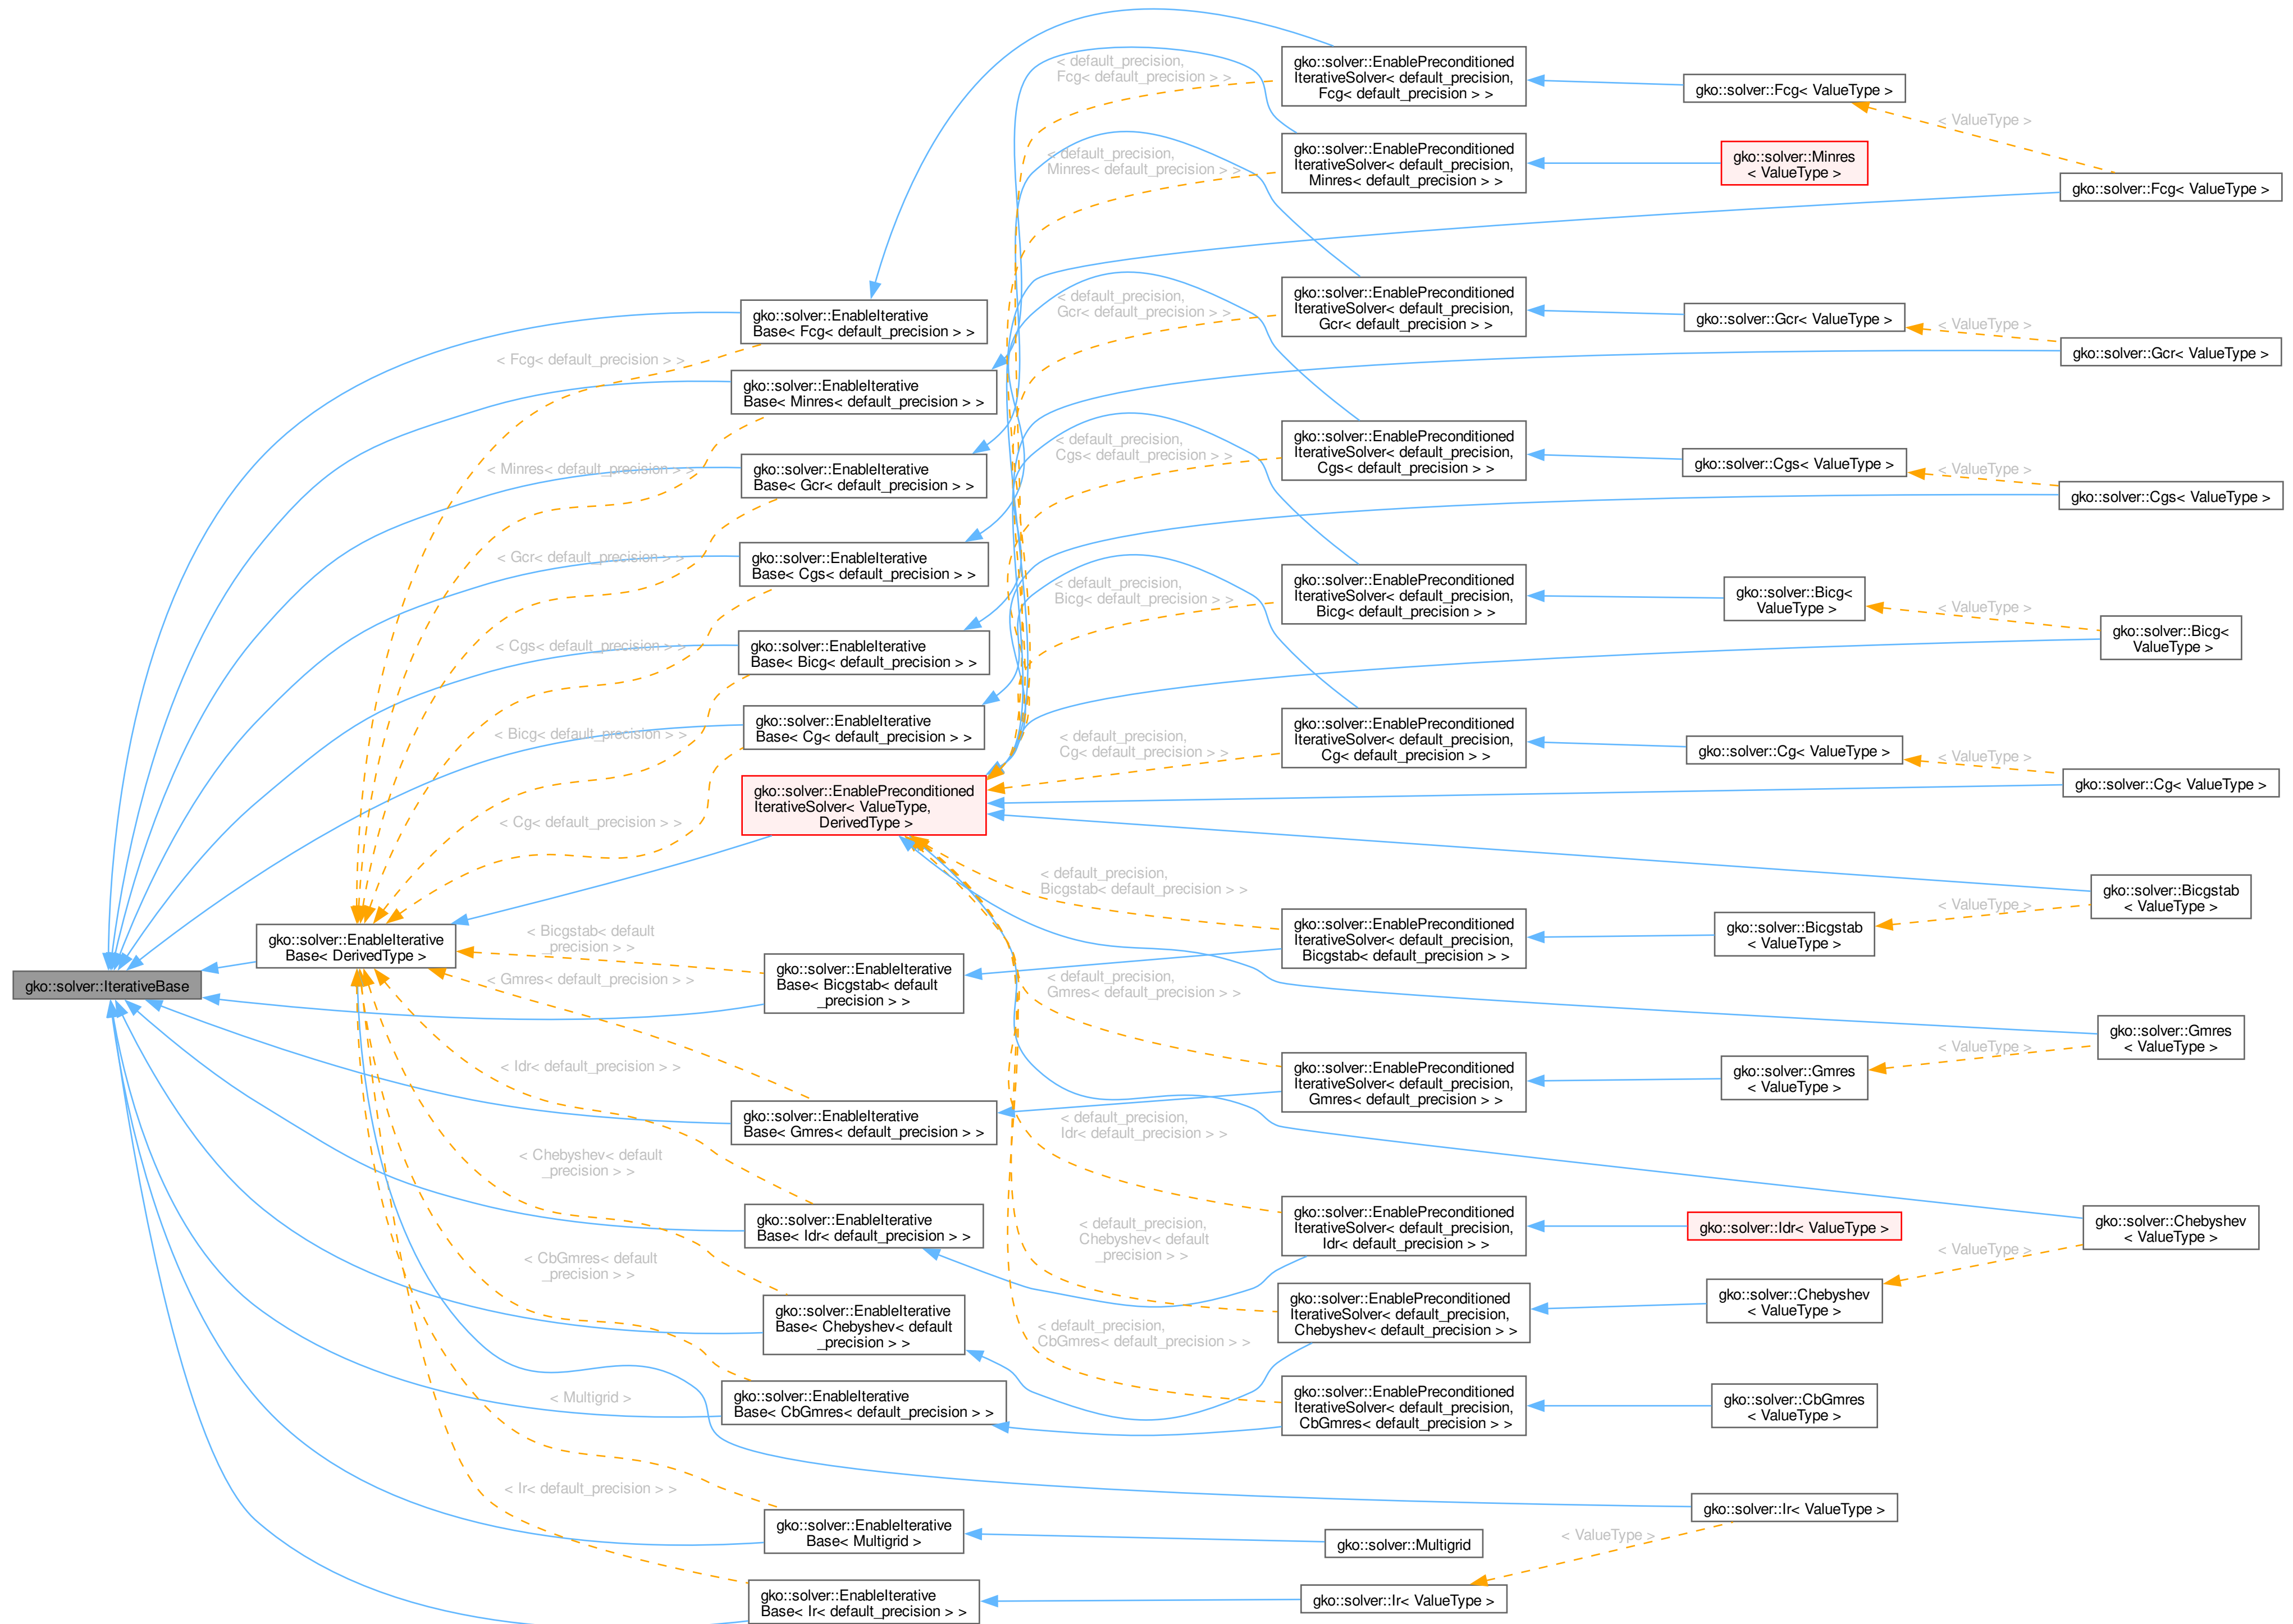 gko::solver::IterativeBase
gko::solver::EnableIterative
Base< DerivedType >
< Fcg< default_precision > >
< Minres< default_precision > >
< Gcr< default_precision > >
< Cgs< default_precision > >
< Bicg< default_precision > >
< Cg< default_precision > >
< Bicgstab< default
_precision > >
< Gmres< default_precision > >
< Idr< default_precision > >
< Chebyshev< default
_precision > >
< CbGmres< default
_precision > >
< Multigrid >
< Ir< default_precision > >
gko::solver::EnableIterative
Base< Fcg< default_precision > >
gko::solver::EnableIterative
Base< Minres< default_precision > >
gko::solver::EnableIterative
Base< Gcr< default_precision > >
gko::solver::EnableIterative
Base< Cgs< default_precision > >
gko::solver::EnableIterative
Base< Bicg< default_precision > >
gko::solver::EnableIterative
Base< Cg< default_precision > >
gko::solver::EnablePreconditioned
IterativeSolver< ValueType,
DerivedType >
gko::solver::EnableIterative
Base< Bicgstab< default
_precision > >
gko::solver::EnableIterative
Base< Gmres< default_precision > >
gko::solver::EnableIterative
Base< Idr< default_precision > >
gko::solver::EnableIterative
Base< Chebyshev< default
_precision > >
gko::solver::EnableIterative
Base< CbGmres< default_precision > >
gko::solver::EnableIterative
Base< Multigrid >
gko::solver::EnableIterative
Base< Ir< default_precision > >
< default_precision,
Fcg< default_precision > >
< default_precision,
Minres< default_precision > >
< default_precision,
Gcr< default_precision > >
< default_precision,
Cgs< default_precision > >
< default_precision,
Bicg< default_precision > >
< default_precision,
Cg< default_precision > >
< default_precision,
Bicgstab< default_precision > >
< default_precision,
Gmres< default_precision > >
< default_precision,
Idr< default_precision > >
< default_precision,
Chebyshev< default
_precision > >
< default_precision,
CbGmres< default_precision > >
gko::solver::EnablePreconditioned
IterativeSolver< default_precision,
Fcg< default_precision > >
gko::solver::EnablePreconditioned
IterativeSolver< default_precision,
Minres< default_precision > >
gko::solver::EnablePreconditioned
IterativeSolver< default_precision,
Gcr< default_precision > >
gko::solver::EnablePreconditioned
IterativeSolver< default_precision,
Cgs< default_precision > >
gko::solver::EnablePreconditioned
IterativeSolver< default_precision,
Bicg< default_precision > >
gko::solver::EnablePreconditioned
IterativeSolver< default_precision,
Cg< default_precision > >
gko::solver::EnablePreconditioned
IterativeSolver< default_precision,
Bicgstab< default_precision > >
gko::solver::EnablePreconditioned
IterativeSolver< default_precision,
Gmres< default_precision > >
gko::solver::EnablePreconditioned
IterativeSolver< default_precision,
Idr< default_precision > >
gko::solver::EnablePreconditioned
IterativeSolver< default_precision,
Chebyshev< default_precision > >
gko::solver::EnablePreconditioned
IterativeSolver< default_precision,
CbGmres< default_precision > >
gko::solver::Multigrid
gko::solver::Ir< ValueType >
gko::solver::Fcg< ValueType >
gko::solver::Minres
< ValueType >
gko::solver::Gcr< ValueType >
gko::solver::Cgs< ValueType >
gko::solver::Bicg<
ValueType >
gko::solver::Cg< ValueType >
gko::solver::Bicgstab
< ValueType >
gko::solver::Gmres
< ValueType >
gko::solver::Idr< ValueType >
gko::solver::Chebyshev
< ValueType >
gko::solver::CbGmres
< ValueType >
gko::solver::Ir< ValueType >
< ValueType >
< ValueType >
< ValueType >
< ValueType >
< ValueType >
< ValueType >
< ValueType >
< ValueType >
< ValueType >
gko::solver::Fcg< ValueType >
gko::solver::Gcr< ValueType >
gko::solver::Cgs< ValueType >
gko::solver::Bicg<
ValueType >
gko::solver::Cg< ValueType >
gko::solver::Bicgstab
< ValueType >
gko::solver::Gmres
< ValueType >
gko::solver::Chebyshev
< ValueType >